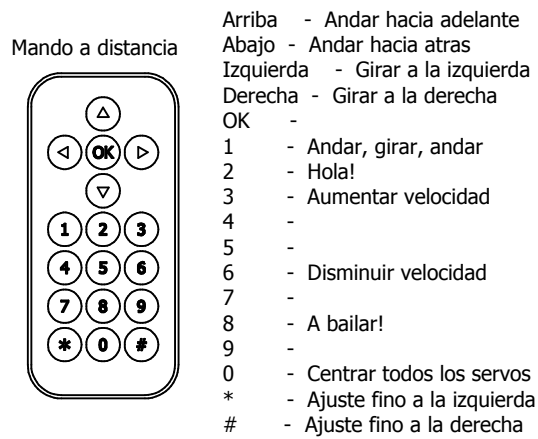 Mando a distancia
OK
1 2 3
4 5 6
7 8 9
* 0 #
Arriba - Andar hacia adelante
Abajo - Andar hacia atras
Izquierda - Girar a la izquierda
Derecha - Girar a la derecha
OK -
1 - Andar, girar, andar
2 - Hola!
3 - Aumentar velocidad
4 -
5 -
6 - Disminuir velocidad
7 -
8 - A bailar!
9 -
0 - Centrar todos los servos
* - Ajuste fino a la izquierda
# - Ajuste fino a la derecha